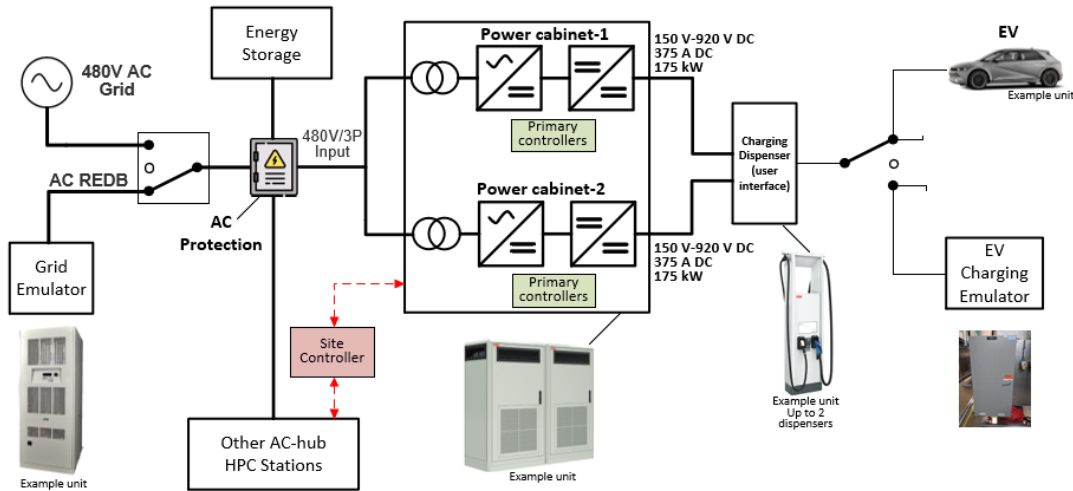 480V AC
Grid
AC REDB
Grid
Emulator
Example unit
Energy
Storage
AC
Protection
480V/3P
Input
Site
Controller
Other AC-hub
HPC Stations
Power cabinet-1
Primary
controllers
Power cabinet-2
Primary
controllers
150 V-920 V DC
375 A DC
175 kW
150 V-920 V DC
375 A DC
175 kW
Example unit
Charging
Dispenser
(user
interface)
Example unit
Up to 2
dispensers
EV
Example unit
EV
Charging
Emulator